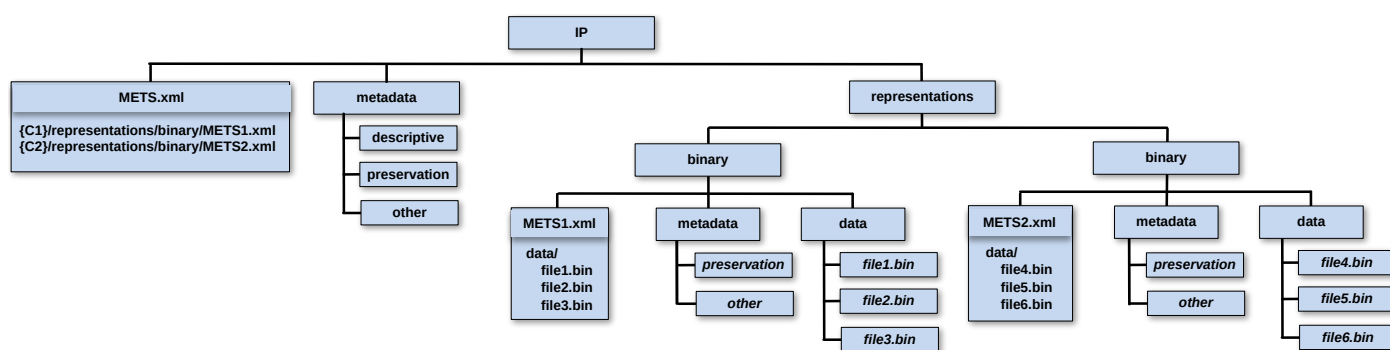 IP
METS.xml
{C1}/representations/binary/METS1.xml
{C2}/representations/binary/METS2.xml
metadata
descriptive
preservation
other
representations
binary
METS1.xml
data/
file1.bin
file2.bin
file3.bin
metadata
preservation
other
data
file1.bin
file2.bin
file3.bin
binary
METS2.xml
data/
file4.bin
file5.bin
file6.bin
metadata
preservation
other
data
file4.bin
file5.bin
file6.bin